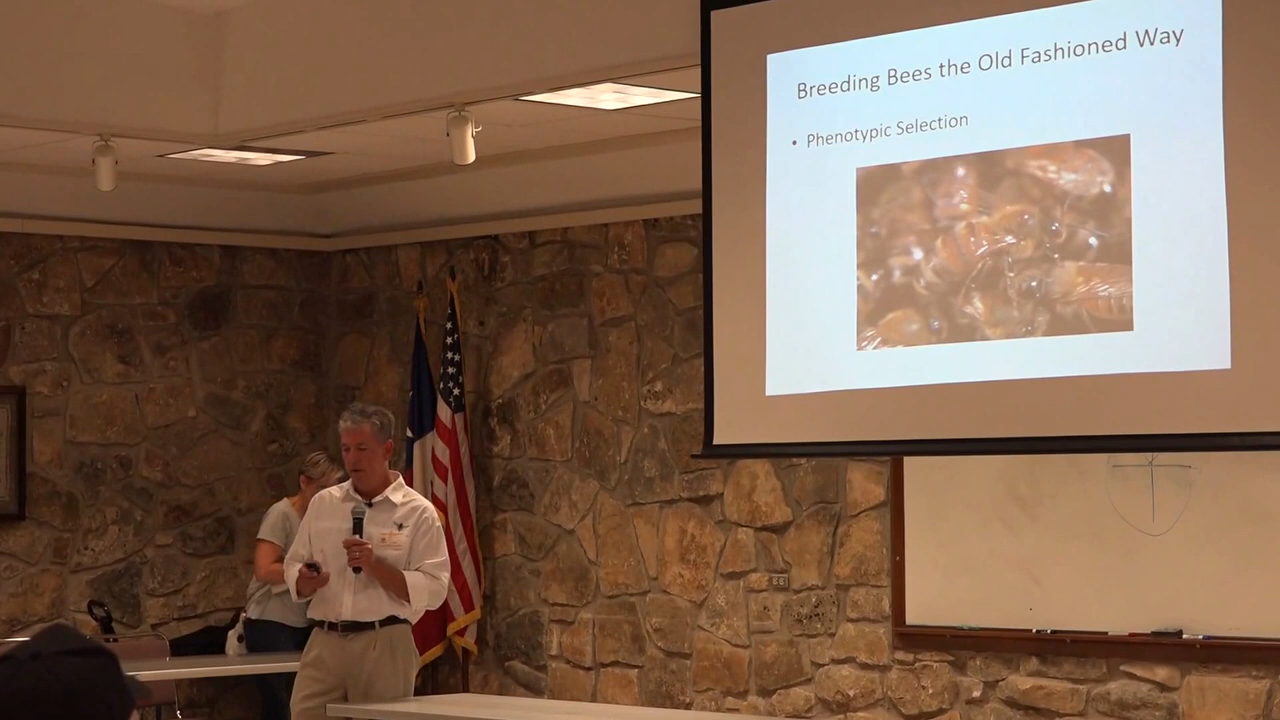 Breeding Bees the Old Fashioned Way
• Phenotypic Selection